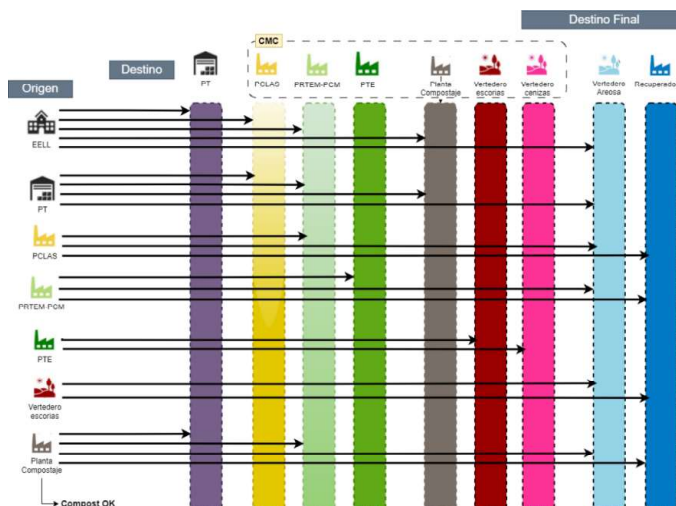 Destino Final
CMC
Destino
PT
PCLAS
PRTEM-PCM
PTE
Planta
Compostaje
Vertedero
escorias
Vertedero
cenizas
Vertedero
Areosa
Recuperado
Origen
EELL
PT
PCLAS
PRTEM-PCM
PTE
Vertedero
escorias
Planta
Compostaje
Compost OK